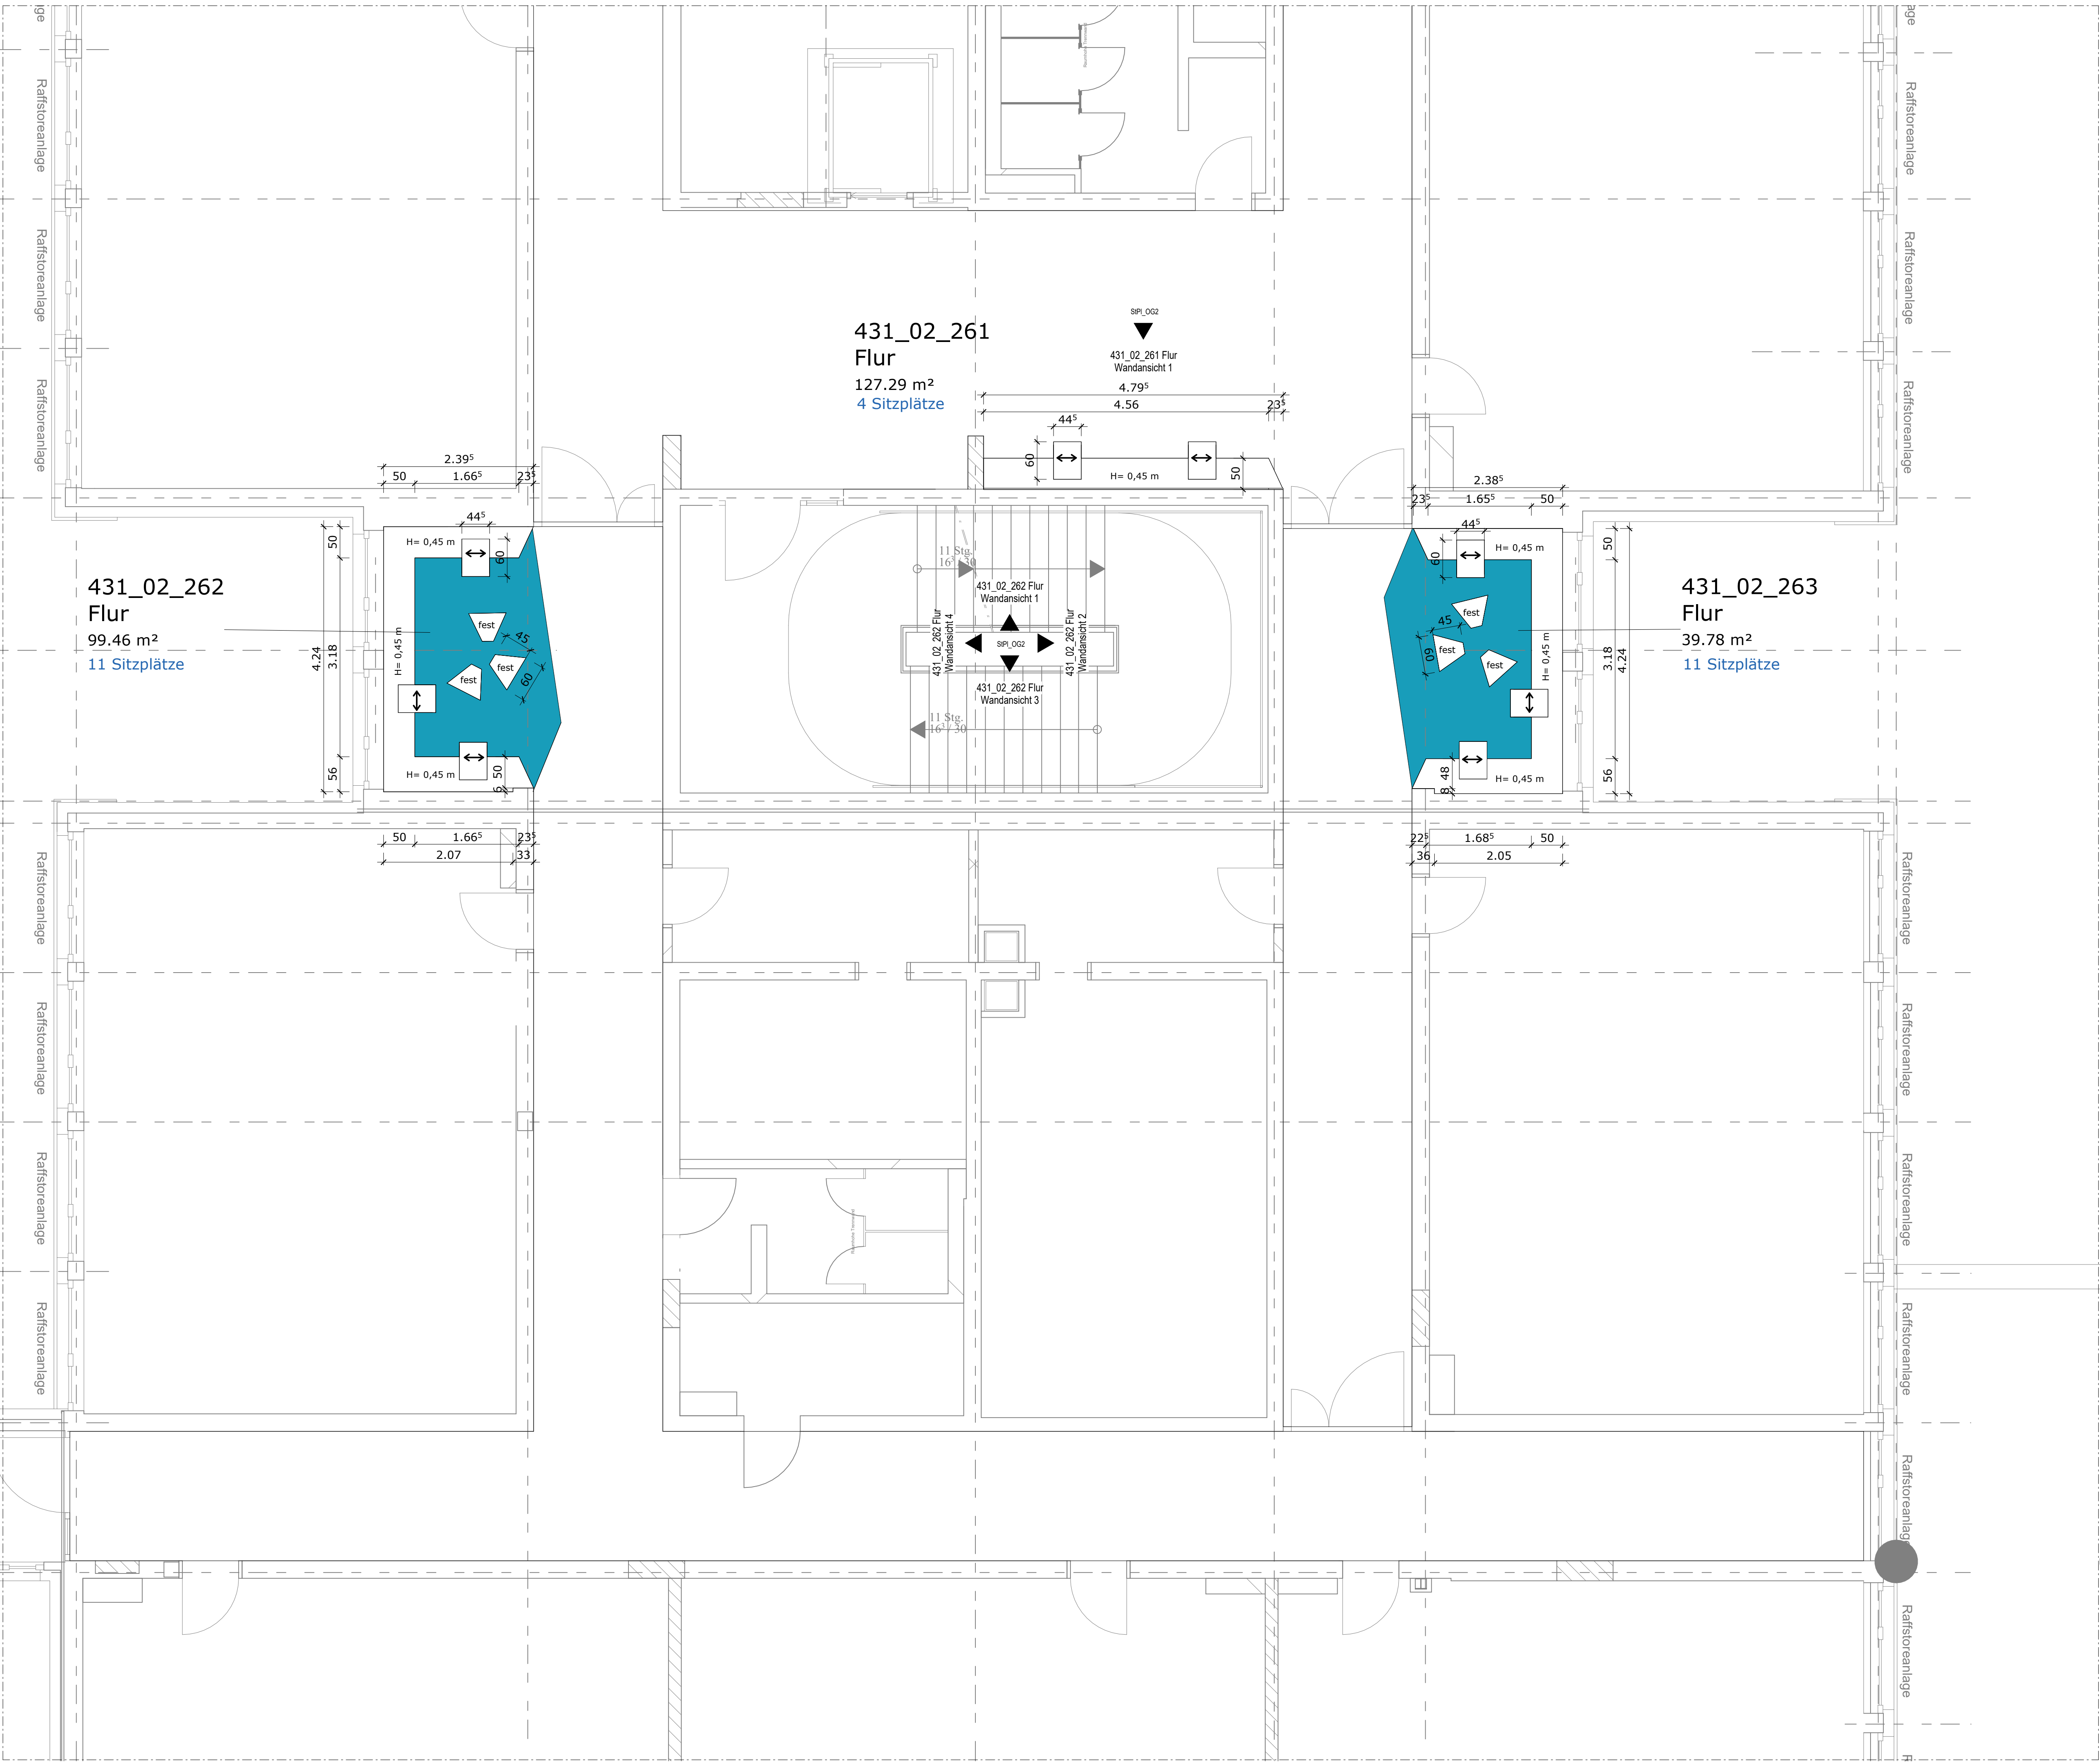 Raffstoreanlage
Raffstoreanlage
Raffstoreanlage
Raffstoreanlage
Raffstoreanlage
Raffstoreanlage
Raumhohe Trennwand
431_02_261
Flur
127.29 m²
4 Sitzplätze
StPl_OG2
431_02_261 Flur
Wandansicht 1
4.79⁵
4.56
23⁵
44⁵
60
H= 0,45 m
50
2.39⁵
50
1.66⁵
23⁵
44⁵
H= 0,45 m
60
50
3.18
4.24
56
431_02_262
Flur
99.46 m²
11 Sitzplätze
H= 0,45 m
fest
45
fest
fest
60
H= 0,45 m
50
6
50
1.66⁵
23⁵
2.07
33
11 Stg.
431_02_262 Flur
Wandansicht 1
431_02_262 Flur
Wandansicht 4
StPl_OG2
431_02_262 Flur
Wandansicht 2
431_02_262 Flur
Wandansicht 3
11 Stg.
2.38⁵
23⁵
1.65⁵
50
44⁵
H= 0,45 m
60
50
fest
45
fest
60
fest
H= 0,45 m
3.18
4.24
431_02_263
Flur
39.78 m²
11 Sitzplätze
48
8
H= 0,45 m
56
22⁵
1.68⁵
50
36
2.05
Raffstoreanlage
Raffstoreanlage
Raffstoreanlage
Raffstoreanlage
Raumhohe Trennwand
Raffstoreanlage
Raffstoreanlage
Raffstoreanlage
Raffstoreanlage
Raffstoreanlage
Raffstoreanlage